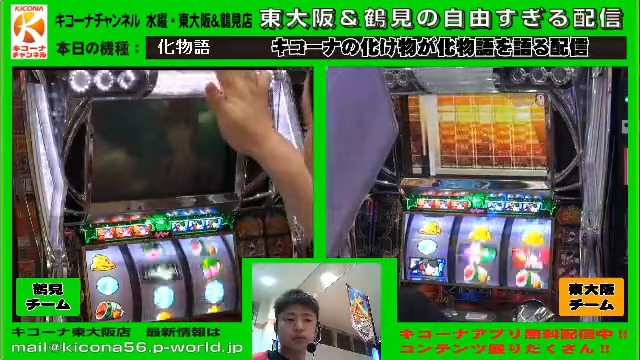 KICONA
キコーナ
チャンネル
キコーナチャンネル 水曜・東大阪&鶴見店 東大阪&鶴見の自由すぎる配信
本日の機種： 化物語 キコーナの化け物が化物語を語る配信
鶴見
チーム
東大阪
チーム
キコーナ東大阪店 最新情報は
mail@kicona56.p-world.jp
キコーナアプリ無料配信中!!
コンテンツ盛りたくさん!!